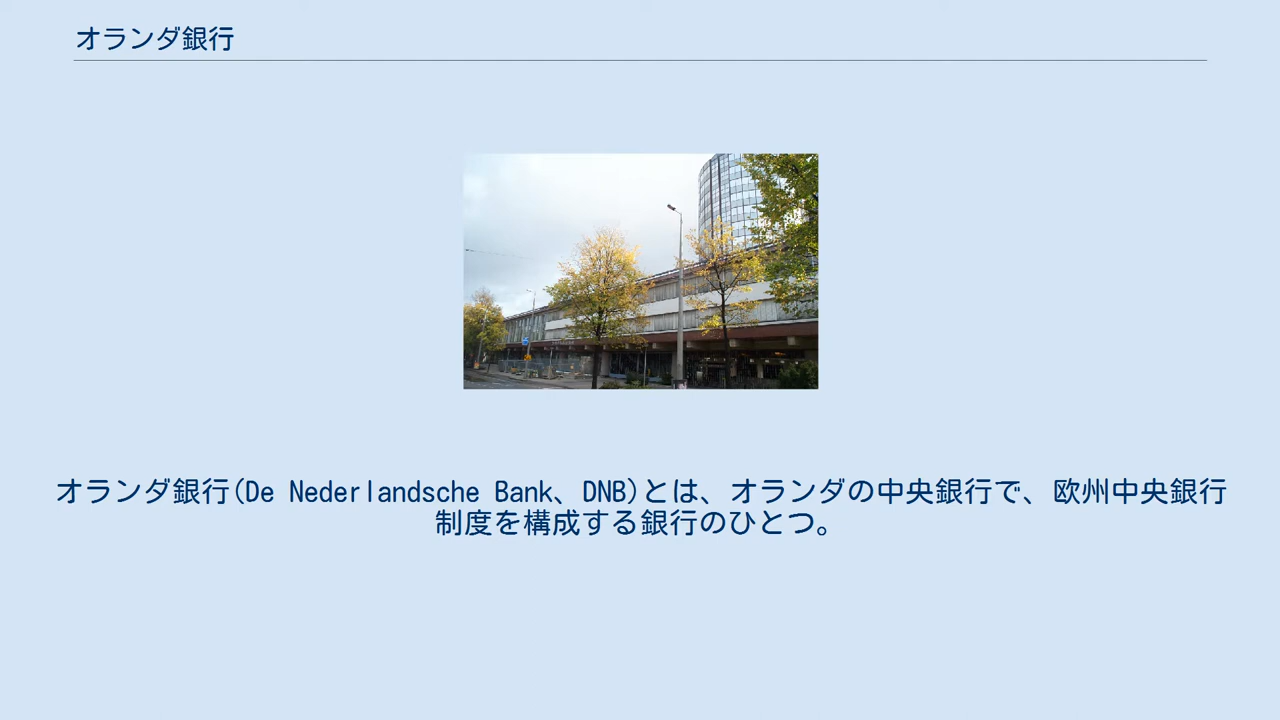 オランダ銀行
オランダ銀行(De Nederlandsche Bank、DNB)とは、オランダの中央銀行で、欧州中央銀行
制度を構成する銀行のひとつ。